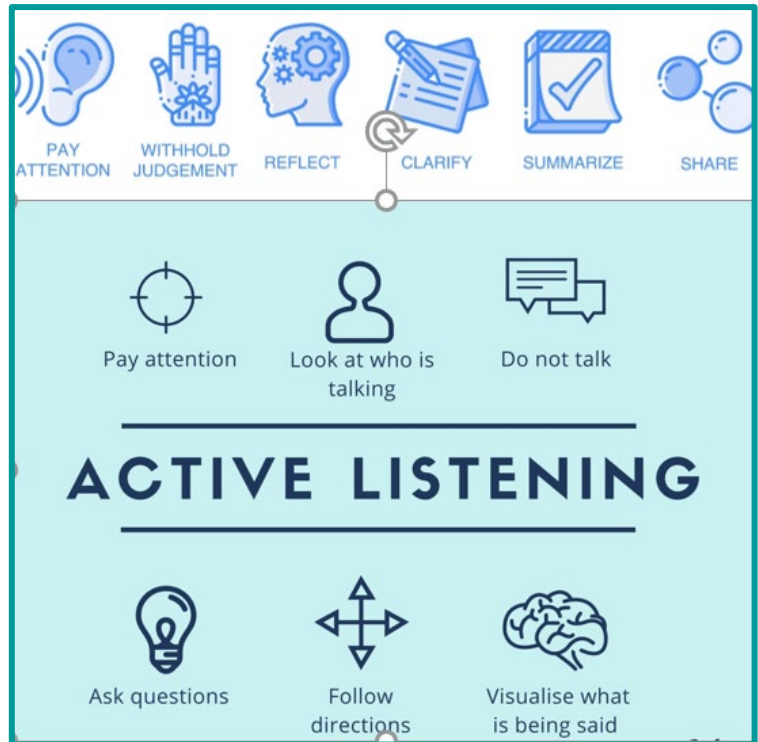 PAY ATTENTION
WITHHOLD JUDGEMENT
REFLECT
CLARIFY
SUMMARIZE
SHARE
Pay attention
Look at who is
talking
Do not talk
ACTIVE LISTENING
Ask questions
Follow
directions
Visualise what
is being said